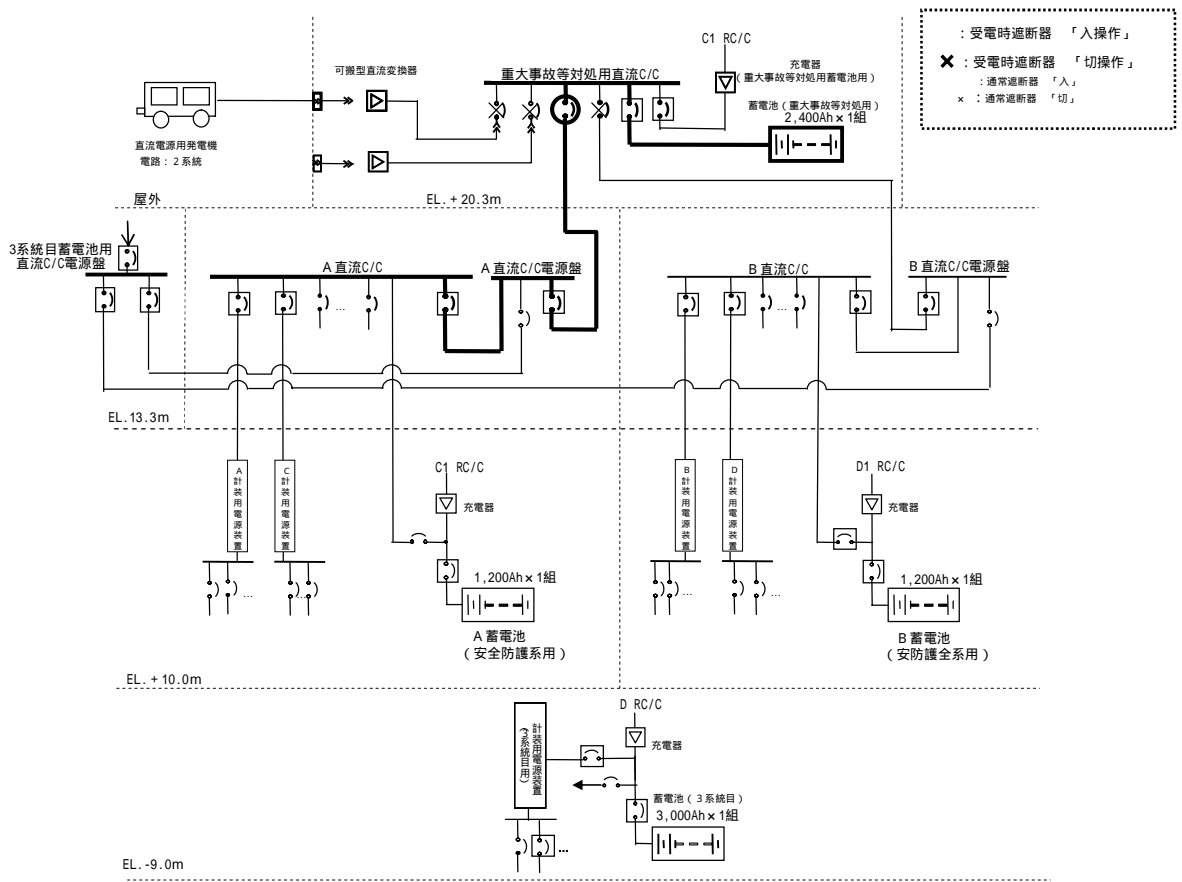 ：受電時遮断器 「入操作」
×：受電時遮断器 「切操作」
：通常遮断器 「入」
×：通常遮断器 「切」
C1 RC/C
充電器
（重大事故等対処用蓄電池用）
可搬型直流変換器
重大事故等対処用直流C/C
蓄電池（重大事故等対処用）
2,400Ah×1組
直流電源用発電機
電路：2系統
屋外
EL.+20.3m
3系統目蓄電池用
直流C/C電源盤
A直流C/C
A直流C/C電源盤
B直流C/C
B直流C/C電源盤
…
…
EL.13.3m
A計装用電源装置
C計装用電源装置
C1 RC/C
充電器
B計装用電源装置
D計装用電源装置
D1 RC/C
充電器
…
…
…
…
1,200Ah×1組
A蓄電池
（安全防護系用）
1,200Ah×1組
B蓄電池
（安防護全系用）
EL.+10.0m
計装用電源装置
（3系統目用）
D RC/C
充電器
蓄電池（３系統目）
3,000Ah×1組
…
EL.-9.0m